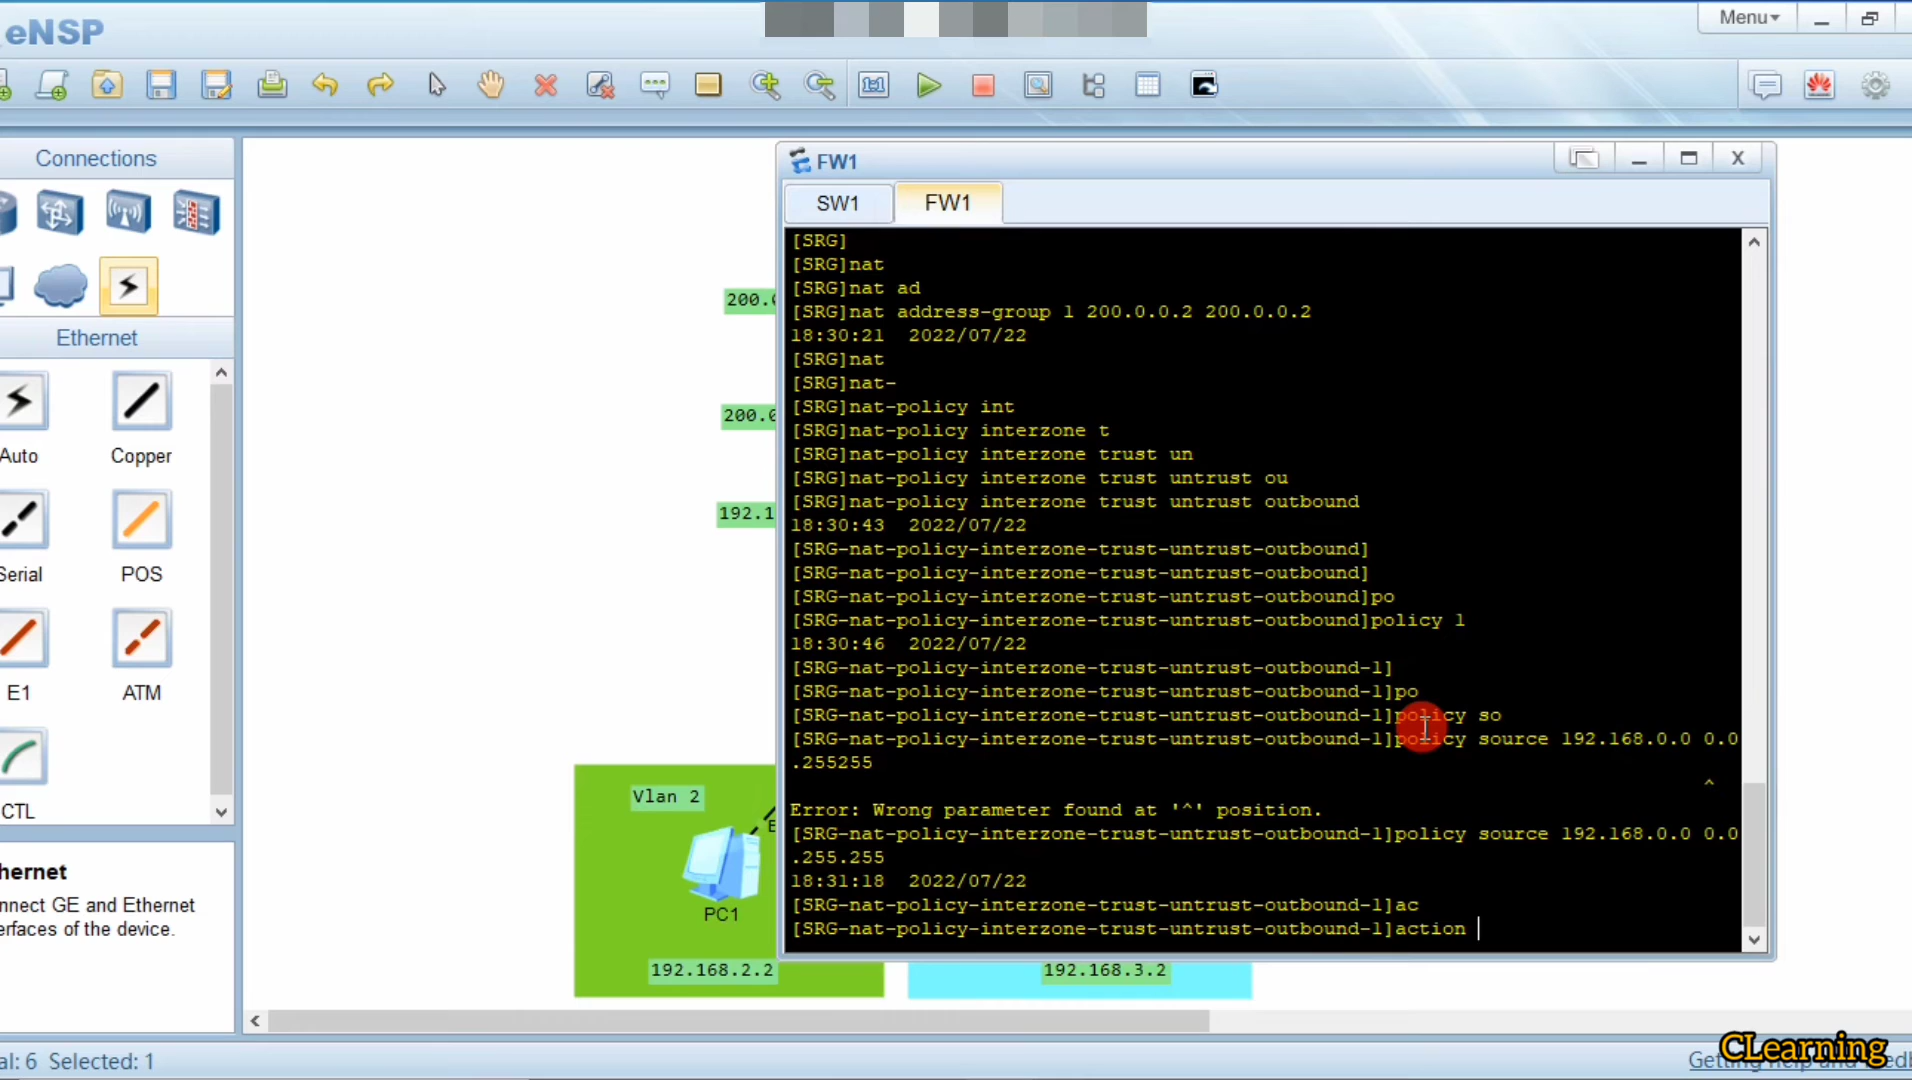 eNSP
Menu
Connections
FW1
SW1
FW1
[SRG]
[SRG]nat
[SRG]nat ad
[SRG]nat address-group 1 200.0.0.2 200.0.0.2
18:30:21 2022/07/22
[SRG]nat
[SRG]nat-
[SRG]nat-policy int
[SRG]nat-policy interzone t
[SRG]nat-policy interzone trust un
[SRG]nat-policy interzone trust untrust ou
[SRG]nat-policy interzone trust untrust outbound
18:30:43 2022/07/22
[SRG-nat-policy-interzone-trust-untrust-outbound]
[SRG-nat-policy-interzone-trust-untrust-outbound]
[SRG-nat-policy-interzone-trust-untrust-outbound]po
[SRG-nat-policy-interzone-trust-untrust-outbound]policy 1
18:30:46 2022/07/22
[SRG-nat-policy-interzone-trust-untrust-outbound-1]
[SRG-nat-policy-interzone-trust-untrust-outbound-1]po
[SRG-nat-policy-interzone-trust-untrust-outbound-1]policy so
[SRG-nat-policy-interzone-trust-untrust-outbound-1]policy source 192.168.0.0 0.0
.255255
^
Error: Wrong parameter found at '^' position.
[SRG-nat-policy-interzone-trust-untrust-outbound-1]policy source 192.168.0.0 0.0
.255.255
18:31:18 2022/07/22
[SRG-nat-policy-interzone-trust-untrust-outbound-1]ac
[SRG-nat-policy-interzone-trust-untrust-outbound-1]action
Ethernet
Auto
Copper
Serial
POS
E1
ATM
CTL
hernet
nnect GE and Ethernet
erfaces of the device.
200.
200.
192.1
Vlan 2
E
PC1
192.168.2.2
192.168.3.2
al: 6 Selected: 1
Getting help and
CLearning